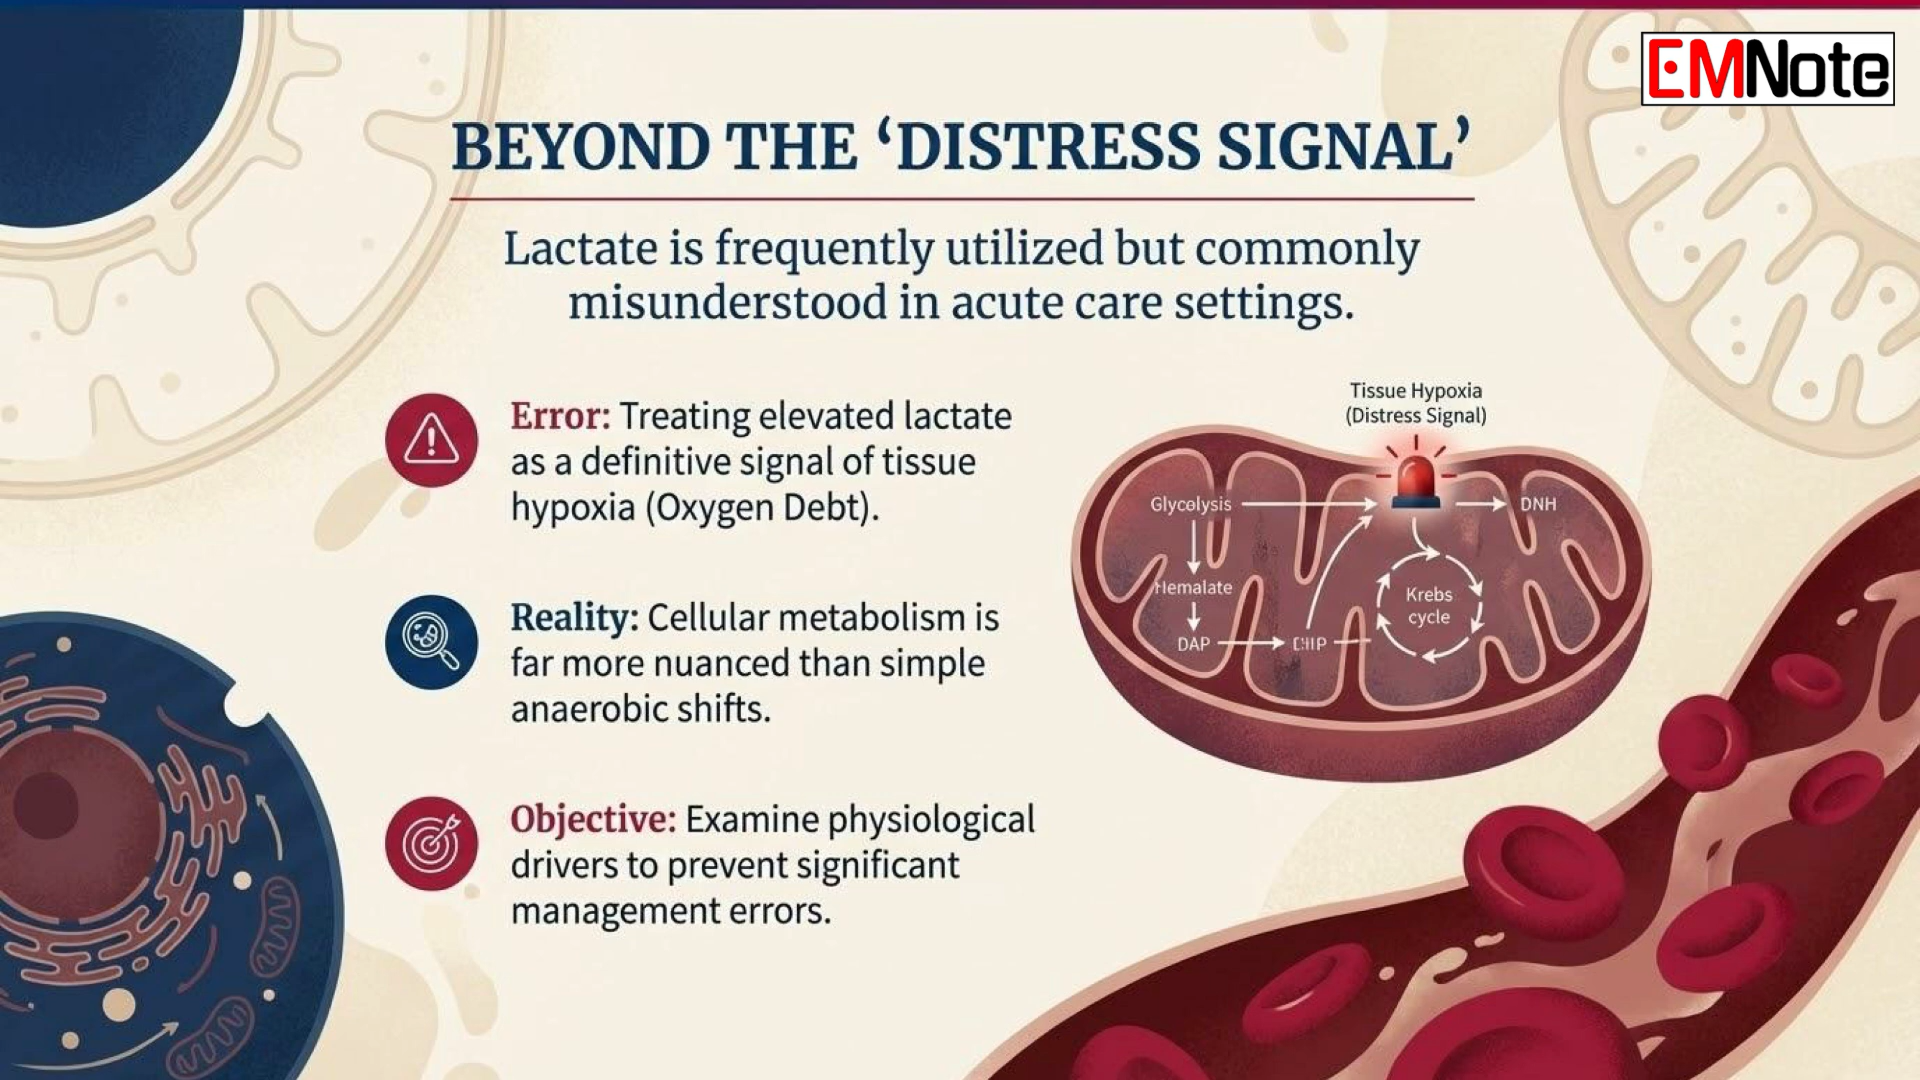 EMNote
BEYOND THE ‘DISTRESS SIGNAL’
Lactate is frequently utilized but commonly
misunderstood in acute care settings.
Error: Treating elevated lactate
as a definitive signal of tissue
hypoxia (Oxygen Debt).
Reality: Cellular metabolism is
far more nuanced than simple
anaerobic shifts.
Objective: Examine physiological
drivers to prevent significant
management errors.
Tissue Hypoxia
(Distress Signal)
Glycolysis
DNH
Hemalate
Krebs
cycle
DAP